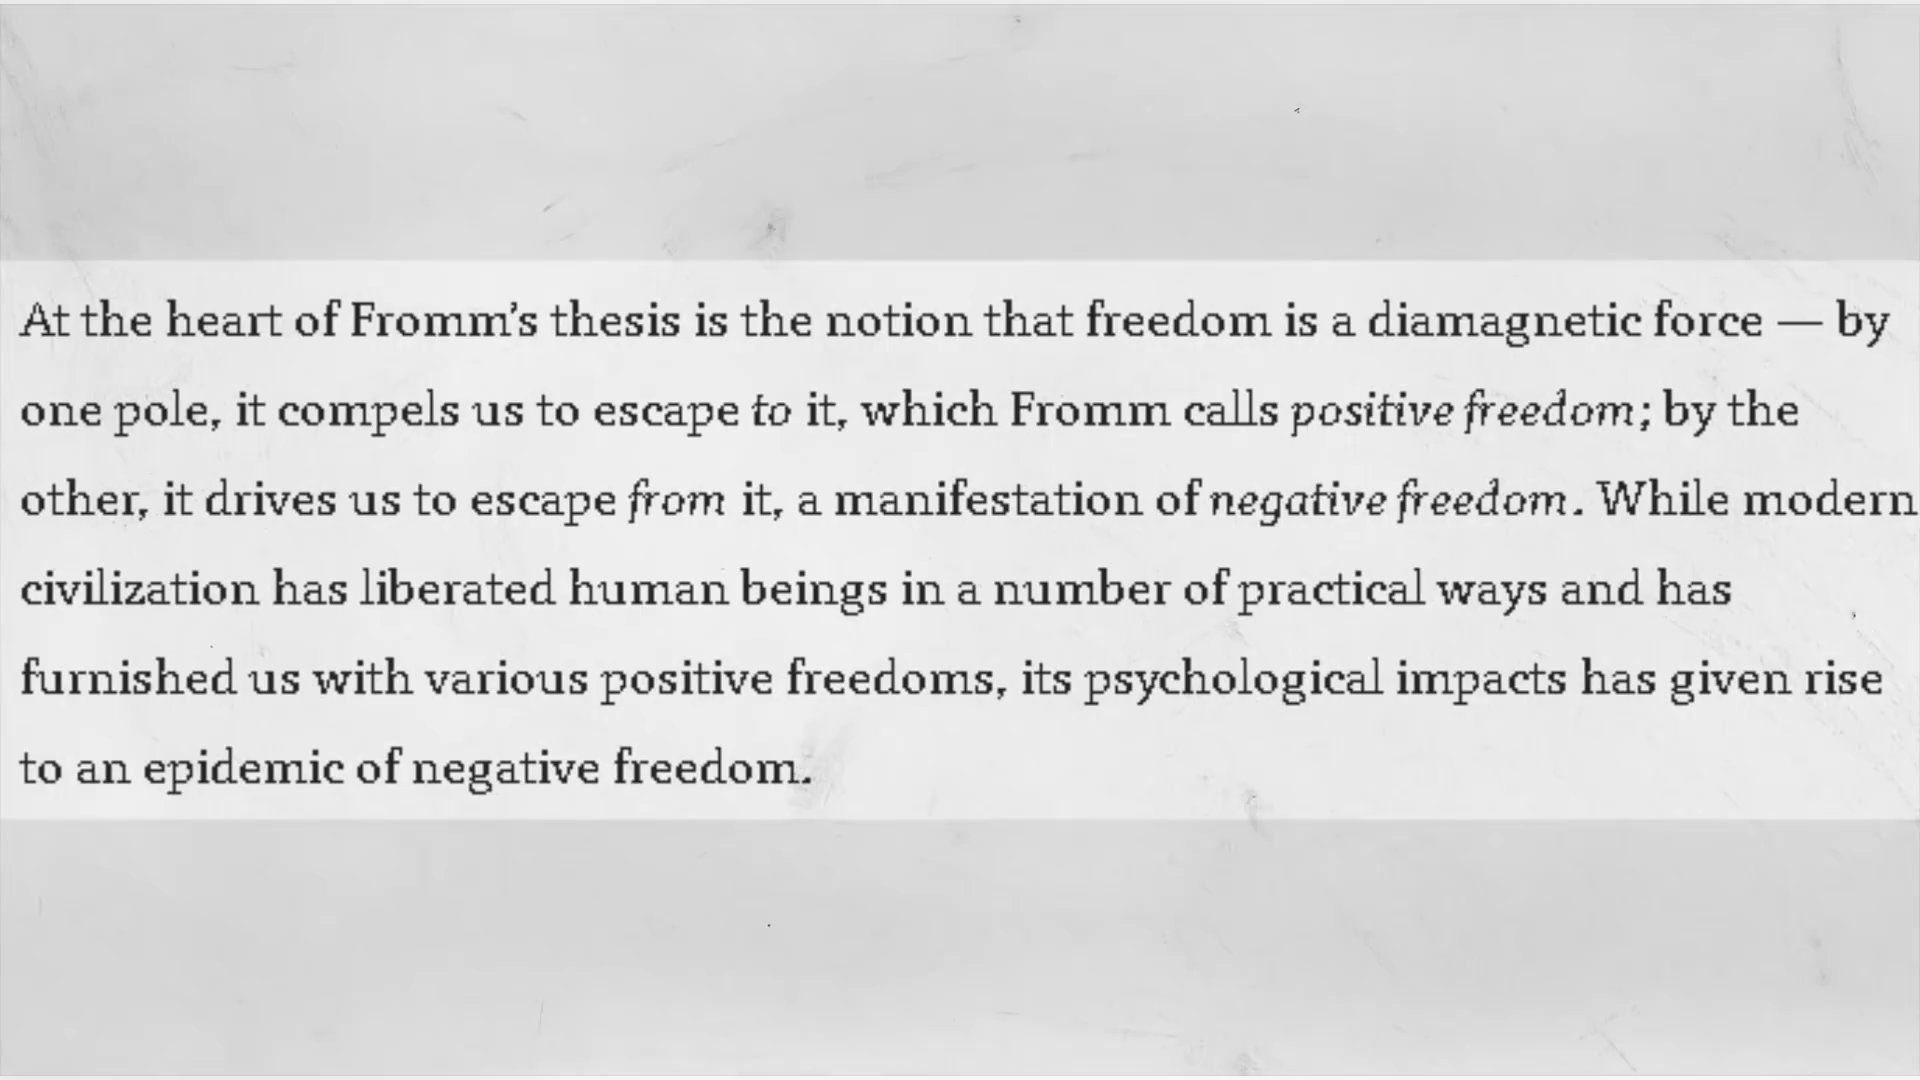 At the heart of Fromm’s thesis is the notion that freedom is a diamagnetic force — by
one pole, it compels us to escape to it, which Fromm calls positive freedom; by the
other, it drives us to escape from it, a manifestation of negative freedom. While modern
civilization has liberated human beings in a number of practical ways and has
furnished us with various positive freedoms, its psychological impacts has given rise
to an epidemic of negative freedom.